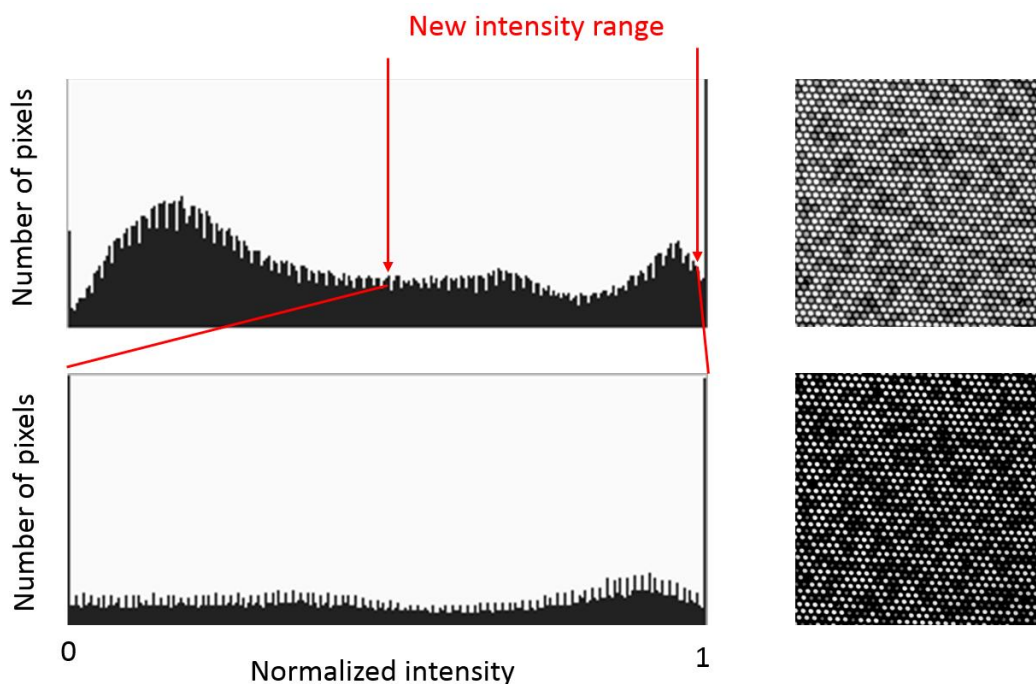 New intensity range
Number of pixels
Number of pixels
0
Normalized intensity
1